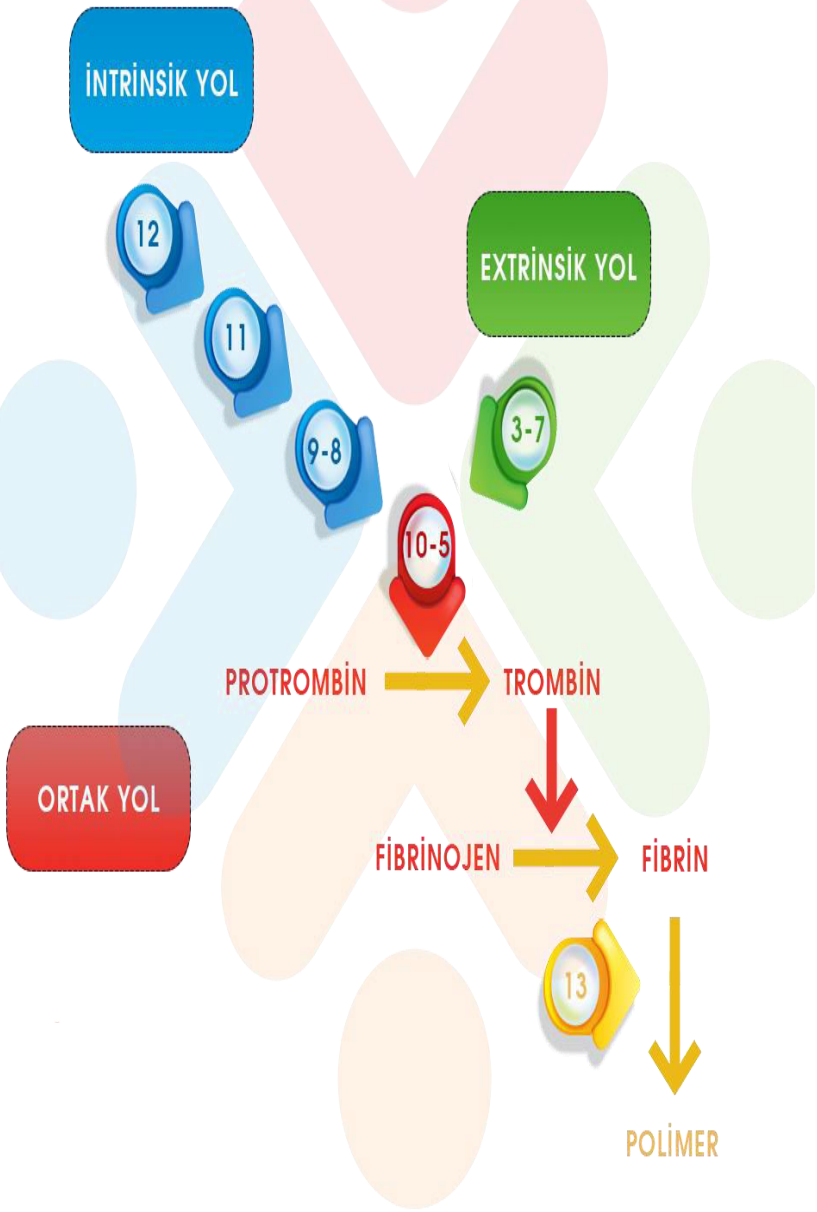 İNTRİNSİK YOL
12
EXTRİNSİK YOL
11
3-7
9-8
10-5
PROTROMBİN
TROMBİN
ORTAK YOL
FİBRİNOJEN
FİBRİN
13
POLİMER